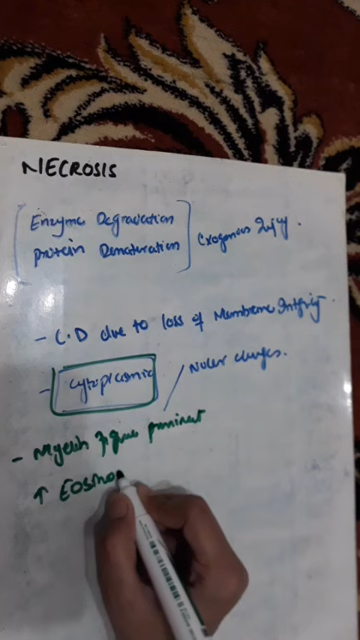 NECROSIS
Enzyme Degradation
Protein Denaturation Exogenous Injury.
- C.D due to loss of Membrane Integrity.
- Cytoplasmic / Nuclear changes.
- Myelin figures prominent
↑ Eosino